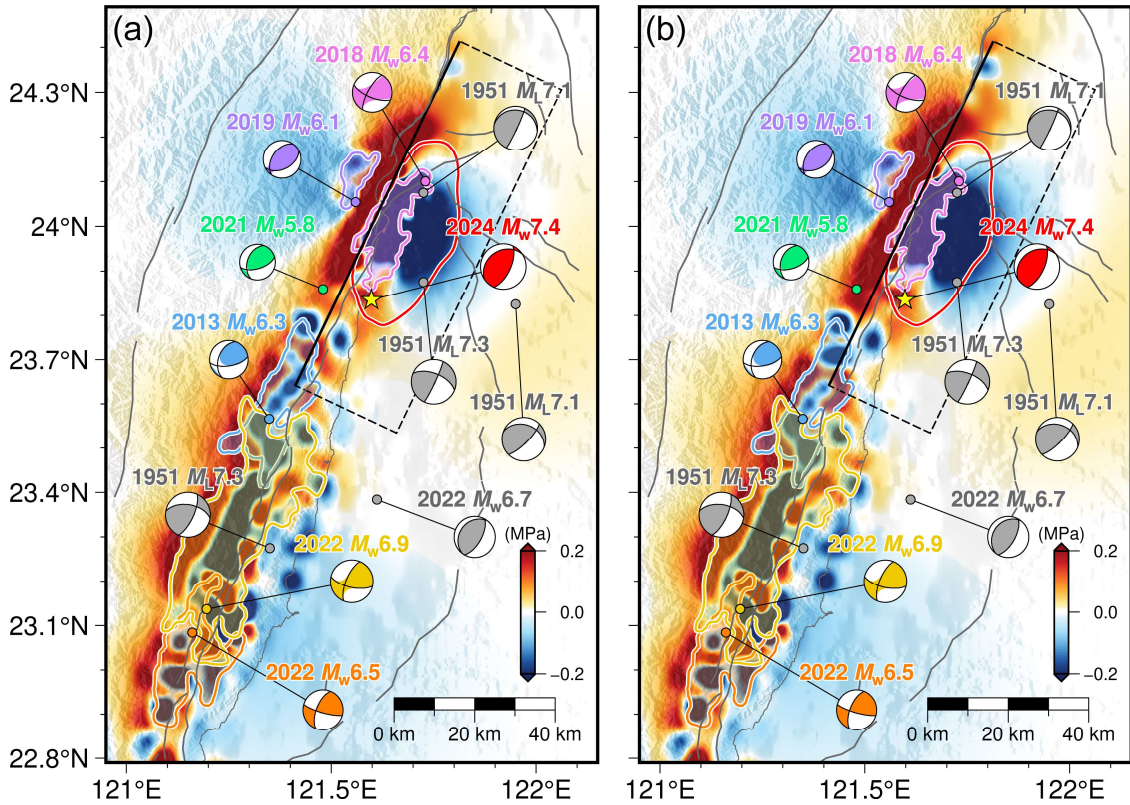 (a)
2018 Mw6.4
1951 ML7.1
2019 Mw6.1
2021 Mw5.8
2024 Mw7.4
2013 Mw6.3
1951 ML7.3
1951 ML7.1
1951 ML7.3
2022 Mw6.7
2022 Mw6.9
2022 Mw6.5
(MPa)
0.2
0.0
−0.2
0 km
20 km
40 km
24.3°N
24°N
23.7°N
23.4°N
23.1°N
22.8°N
121°E
121.5°E
122°E
(b)
2018 Mw6.4
1951 ML7.1
2019 Mw6.1
2021 Mw5.8
2024 Mw7.4
2013 Mw6.3
1951 ML7.3
1951 ML7.1
1951 ML7.3
2022 Mw6.7
2022 Mw6.9
2022 Mw6.5
(MPa)
0.2
0.0
−0.2
0 km
20 km
40 km
121°E
121.5°E
122°E